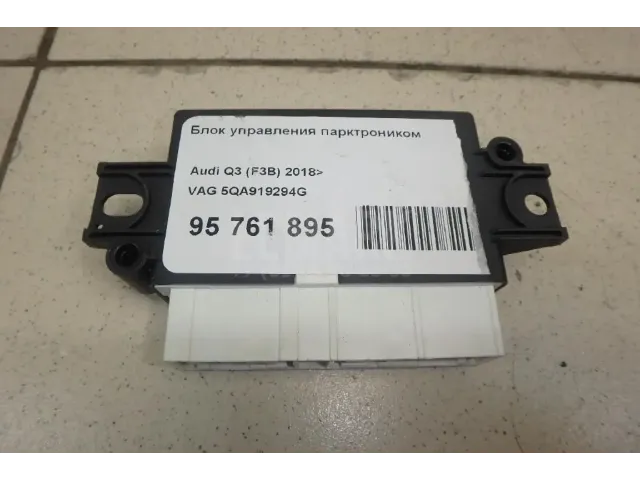 Блок управления парктроником
Audi Q3 (F3B) 2018>
VAG 5QA919294G
95 761 895